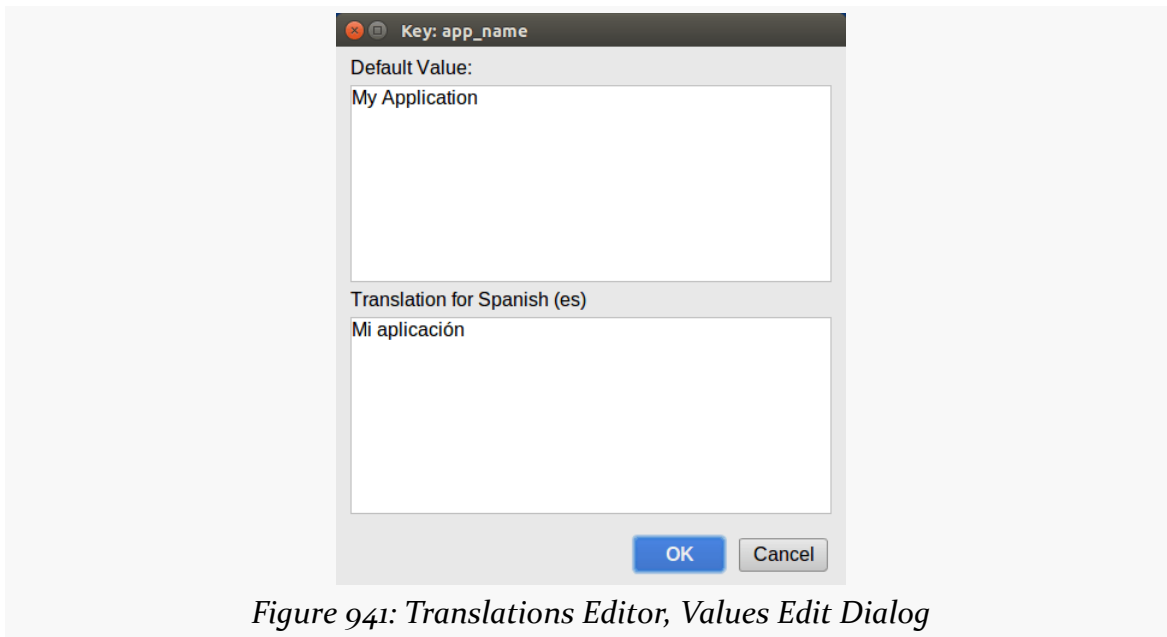 Key: app_name
Default Value:
My Application
Translation for Spanish (es)
Mi aplicación
OK Cancel
Figure 941: Translations Editor, Values Edit Dialog